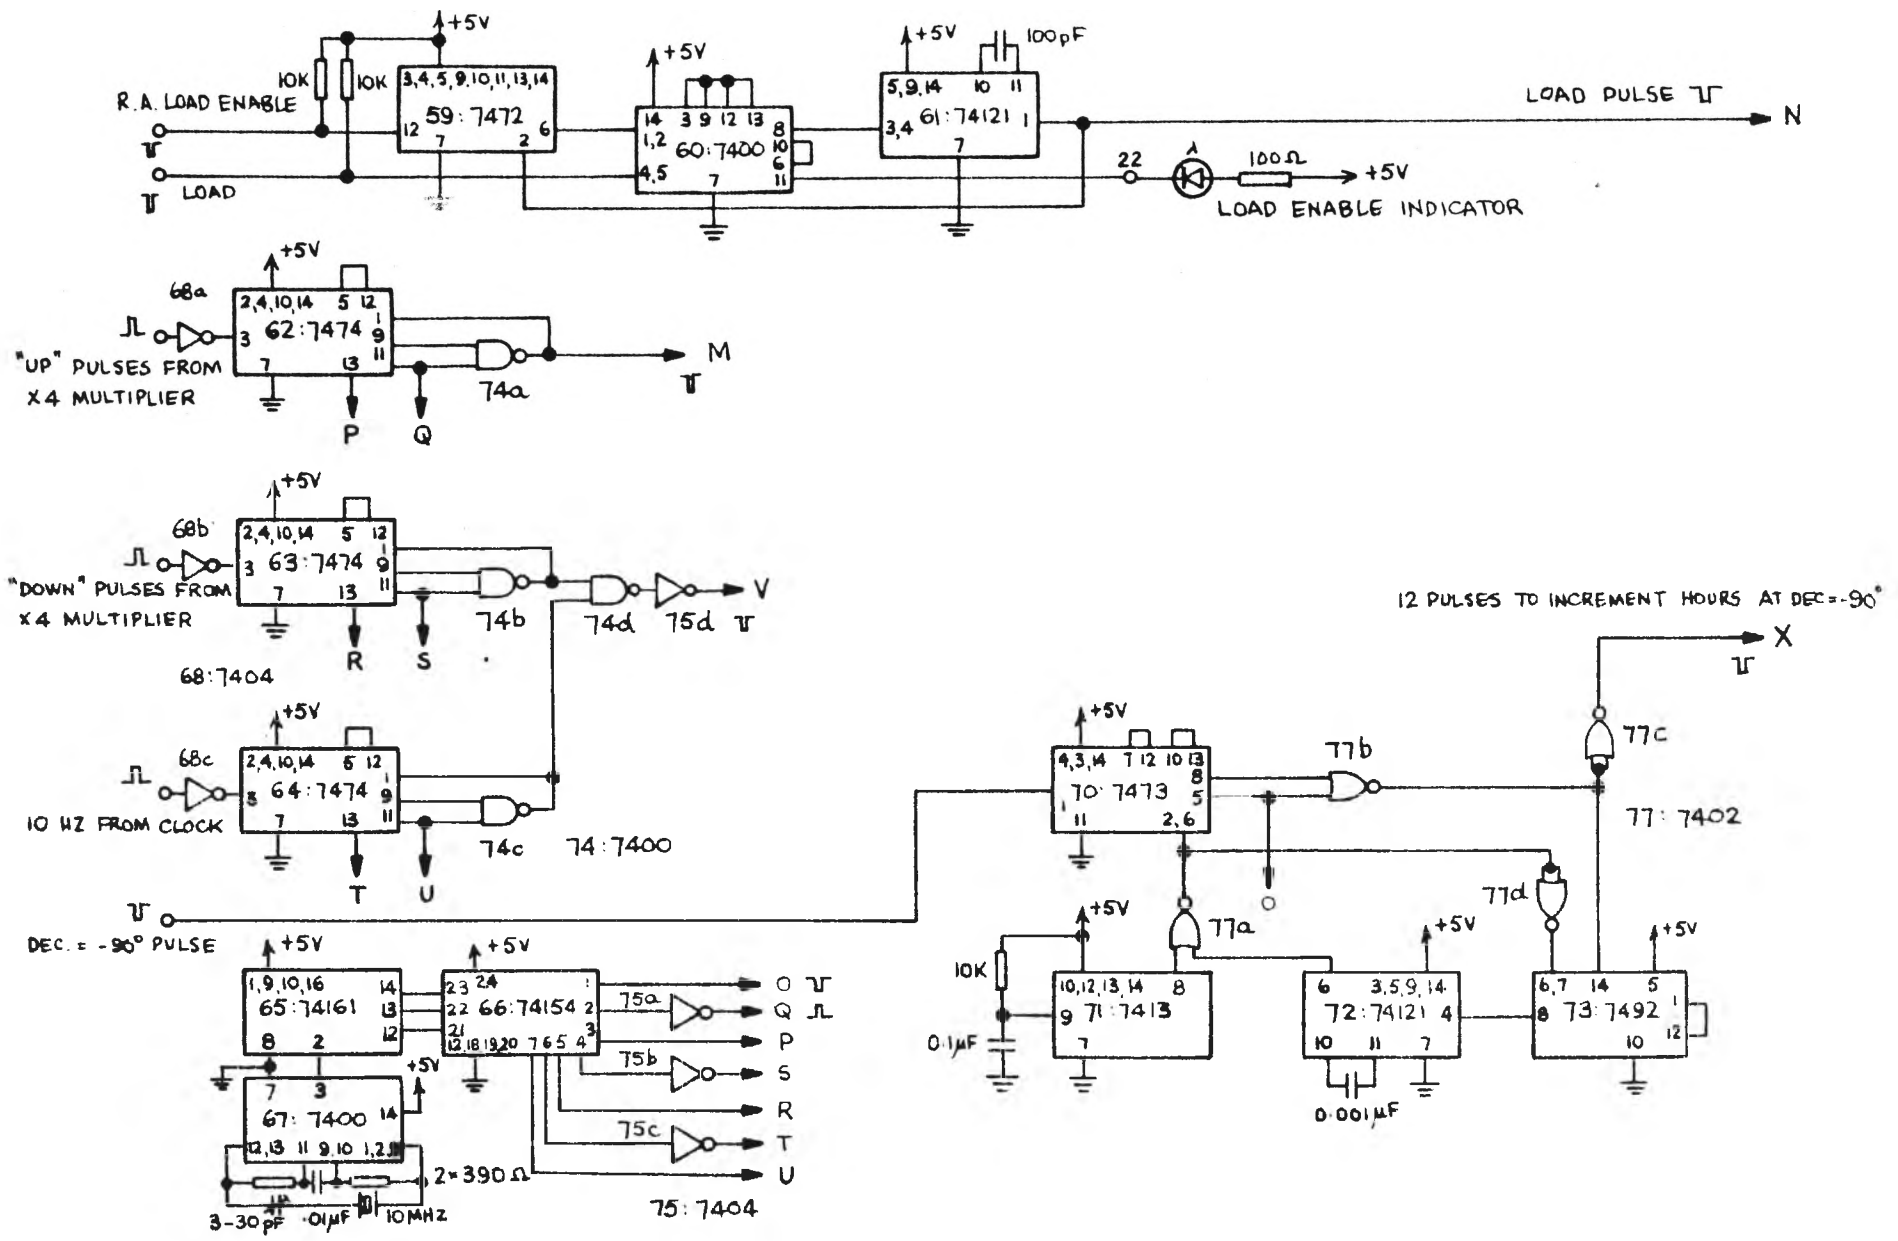 +5V
10K
10K
R.A. LOAD ENABLE
3,4,5,9,10,11,13,14
59:7472
12
6
7
2
LOAD
+5V
14
3 9 12 13
8
1,2
60:7400
10
6
4,5
7
11
+5V
100pF
5,9,14
10
11
3,4
61:74121
1
7
LOAD PULSE
N
22
λ
100Ω
+5V
LOAD ENABLE INDICATOR
+5V
68a
2,4,10,14
5
12
1
3
62:7474
9
11
7
13
"UP" PULSES FROM
X4 MULTIPLIER
74a
M
P
Q
+5V
68b
2,4,10,14
5
12
1
3
63:7474
9
11
7
13
"DOWN" PULSES FROM
X4 MULTIPLIER
74b
74d
75d
V
R
S
68:7404
+5V
68c
2,4,10,14
5
12
1
3
64:7474
9
11
7
13
10 HZ FROM CLOCK
74c
74:7400
T
U
DEC. = -90° PULSE
12 PULSES TO INCREMENT HOURS AT DEC=-90°
X
+5V
4,3,14
7 12
10 13
8
70:7473
5
1
11
2,6
77b
77c
77:7402
77d
77a
O
+5V
10K
0.1µF
10,12,13,14
8
9
71:7413
7
+5V
6
3,5,9,14
72:74121
4
10
11
7
0.001µF
+5V
6,7
14
5
8
73:7492
1
12
10
+5V
1,9,10,16
14
65:74161
13
12
8
2
+5V
23
24
1
22
66:74154
2
21
3
12,18,19,20
7 6 5 4
75a
75b
75c
O
Q
P
S
R
T
U
+5V
7
3
67:7400
14
12,13
11
9,10
2×390Ω
3-30pF
.01µF
10MHZ
75:7404